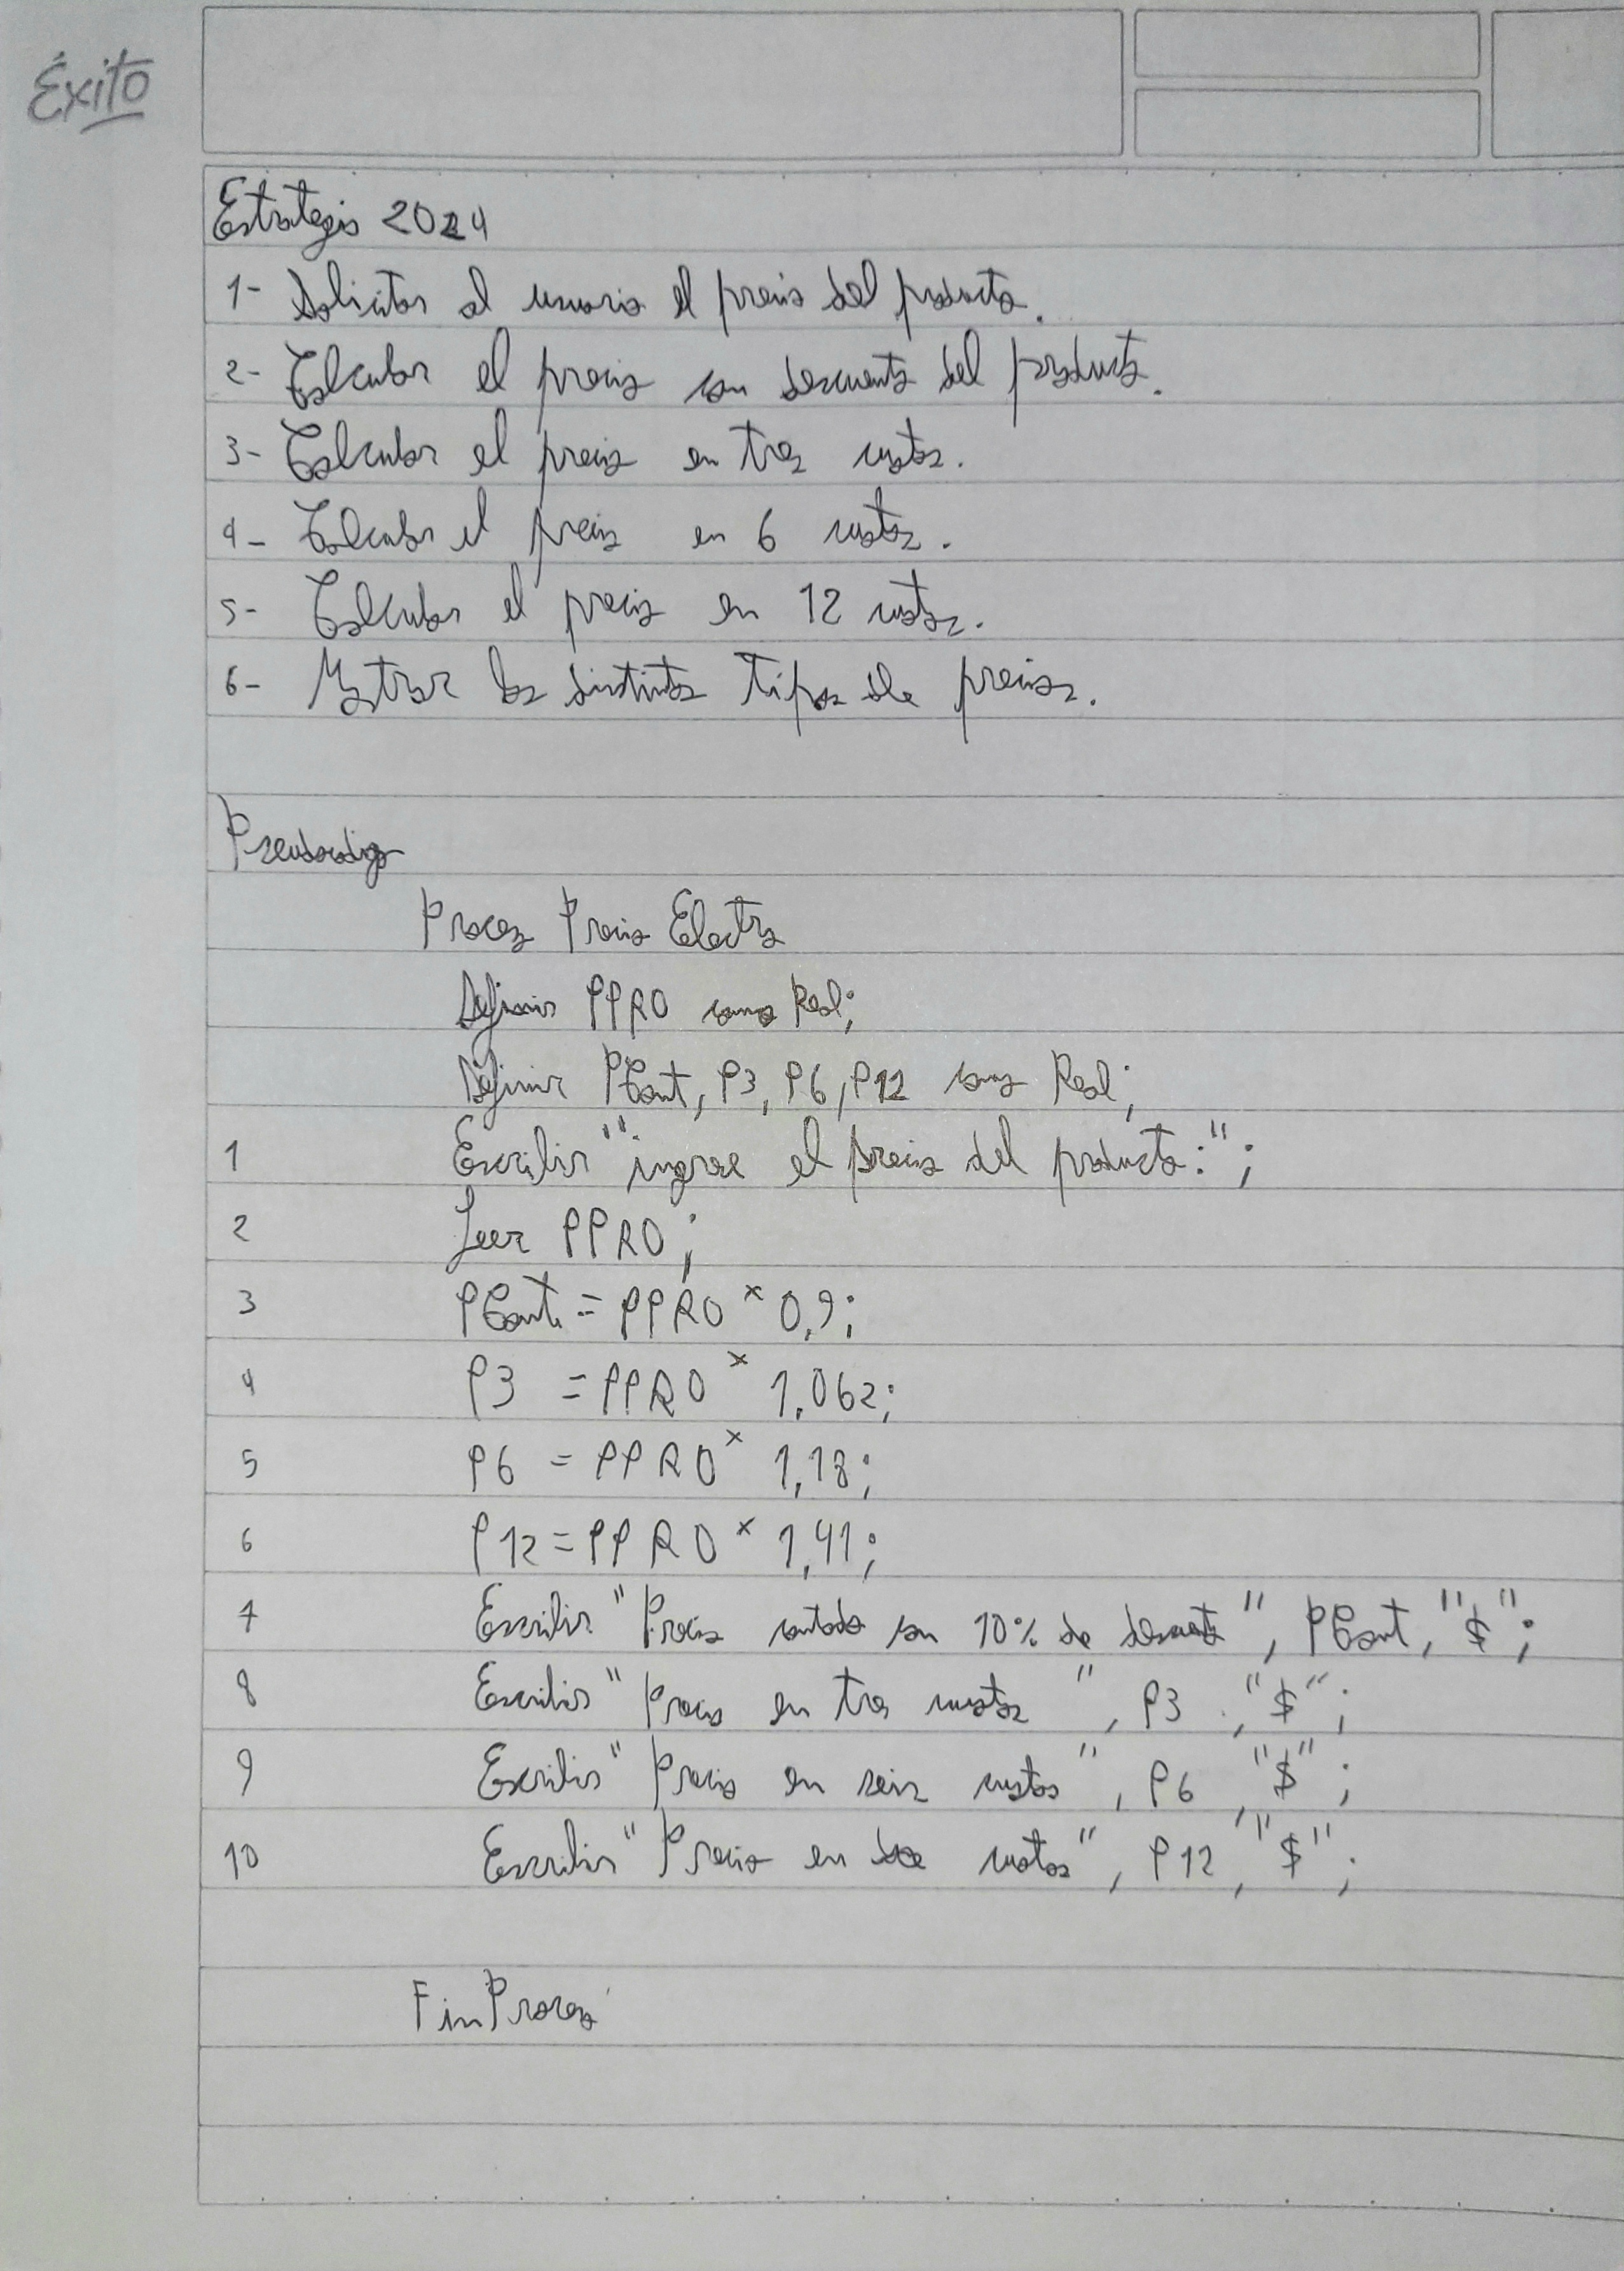 Éxito
Estrategia 2024
1- Solicitar al usuario el precio del producto.
2- Calcular el precio con descuento del producto.
3- Calcular el precio en tres cuotas.
4- Calcular el precio en 6 cuotas.
5- Calcular el precio en 12 cuotas.
6- Mostrar los distintos tipos de precios.
Pseudocodigo
Proceso Precio Electro
Definir PPRO como Real;
Definir PCont, P3, P6, P12 como Real;
1 Escribir "ingrese el precio del producto:";
2 Leer PPRO;
3 PCont = PPRO * 0,9;
4 P3 = PPRO * 1,062;
5 P6 = PPRO * 1,18;
6 P12 = PPRO * 1,41;
7 Escribir "Precio contado con 10% de descuento", PCont, "$";
8 Escribir "Precio en tres cuotas", P3, "$";
9 Escribir "Precio en seis cuotas", P6, "$";
10 Escribir "Precio en doce cuotas", P12, "$";
FinProceso